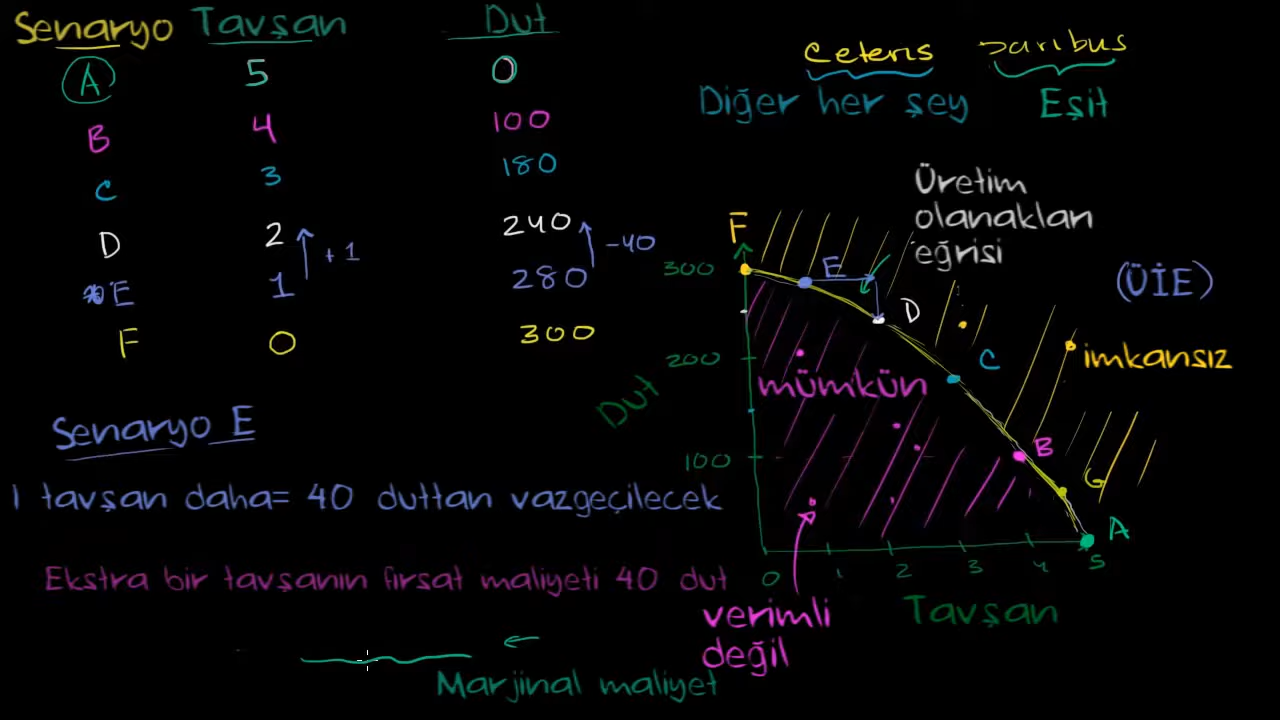 Senaryo Tavşan Dut
A 5 0
B 4 100
C 3 180
D 2 240
E 1 280
F 0 300
+1
-40
Senaryo E
1 tavşan daha= 40 duttan vazgeçilecek
Ekstra bir tavşanın fırsat maliyeti 40 dut
Marjinal maliyet
ceteris paribus
Diğer her şey Eşit
Üretim
olanakları
eğrisi
(ÜİE)
F
300
E
D
200
C
imkansız
mümkün
Dut
100
B
G
A
0 1 2 3 4 5
Tavşan
verimli
değil